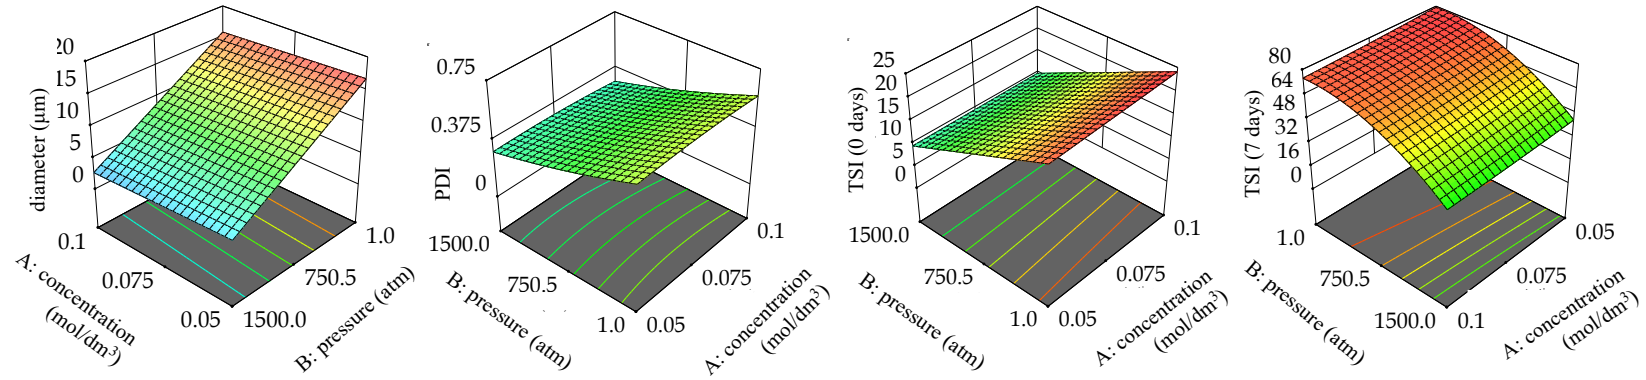 20
15
10
5
0
diameter (μm)
0.1
0.075
0.05
A: concentration
(mol/dm³)
1.0
750.5
1500.0
B: pressure (atm)
0.75
0.375
0
PDI
1500.0
750.5
1.0
B: pressure (atm)
0.1
0.075
0.05
A: concentration
(mol/dm³)
25
20
15
10
5
0
TSI (0 days)
1500.0
750.5
1.0
B: pressure (atm)
0.1
0.075
0.05
A: concentration
(mol/dm³)
80
64
48
32
16
0
TSI (7 days)
1.0
750.5
1500.0
B: pressure (atm)
0.05
0.075
0.1
A: concentration
(mol/dm³)